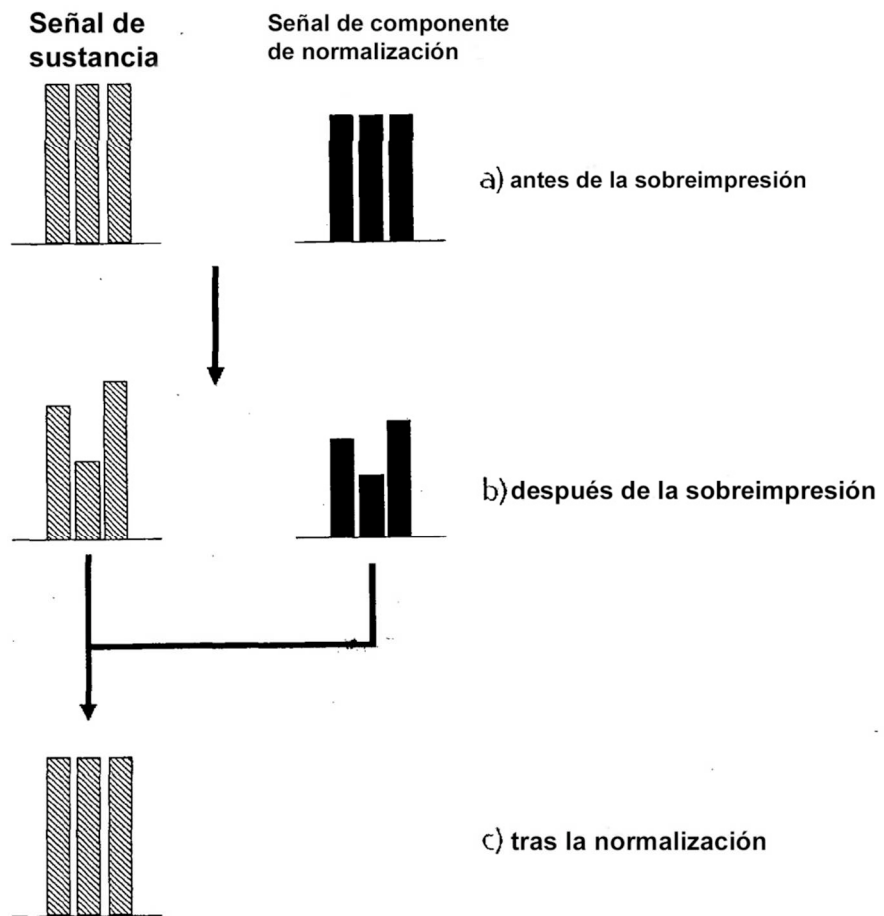 Señal de
sustancia
Señal de componente
de normalización
a) antes de la sobreimpresión
b) después de la sobreimpresión
c) tras la normalización